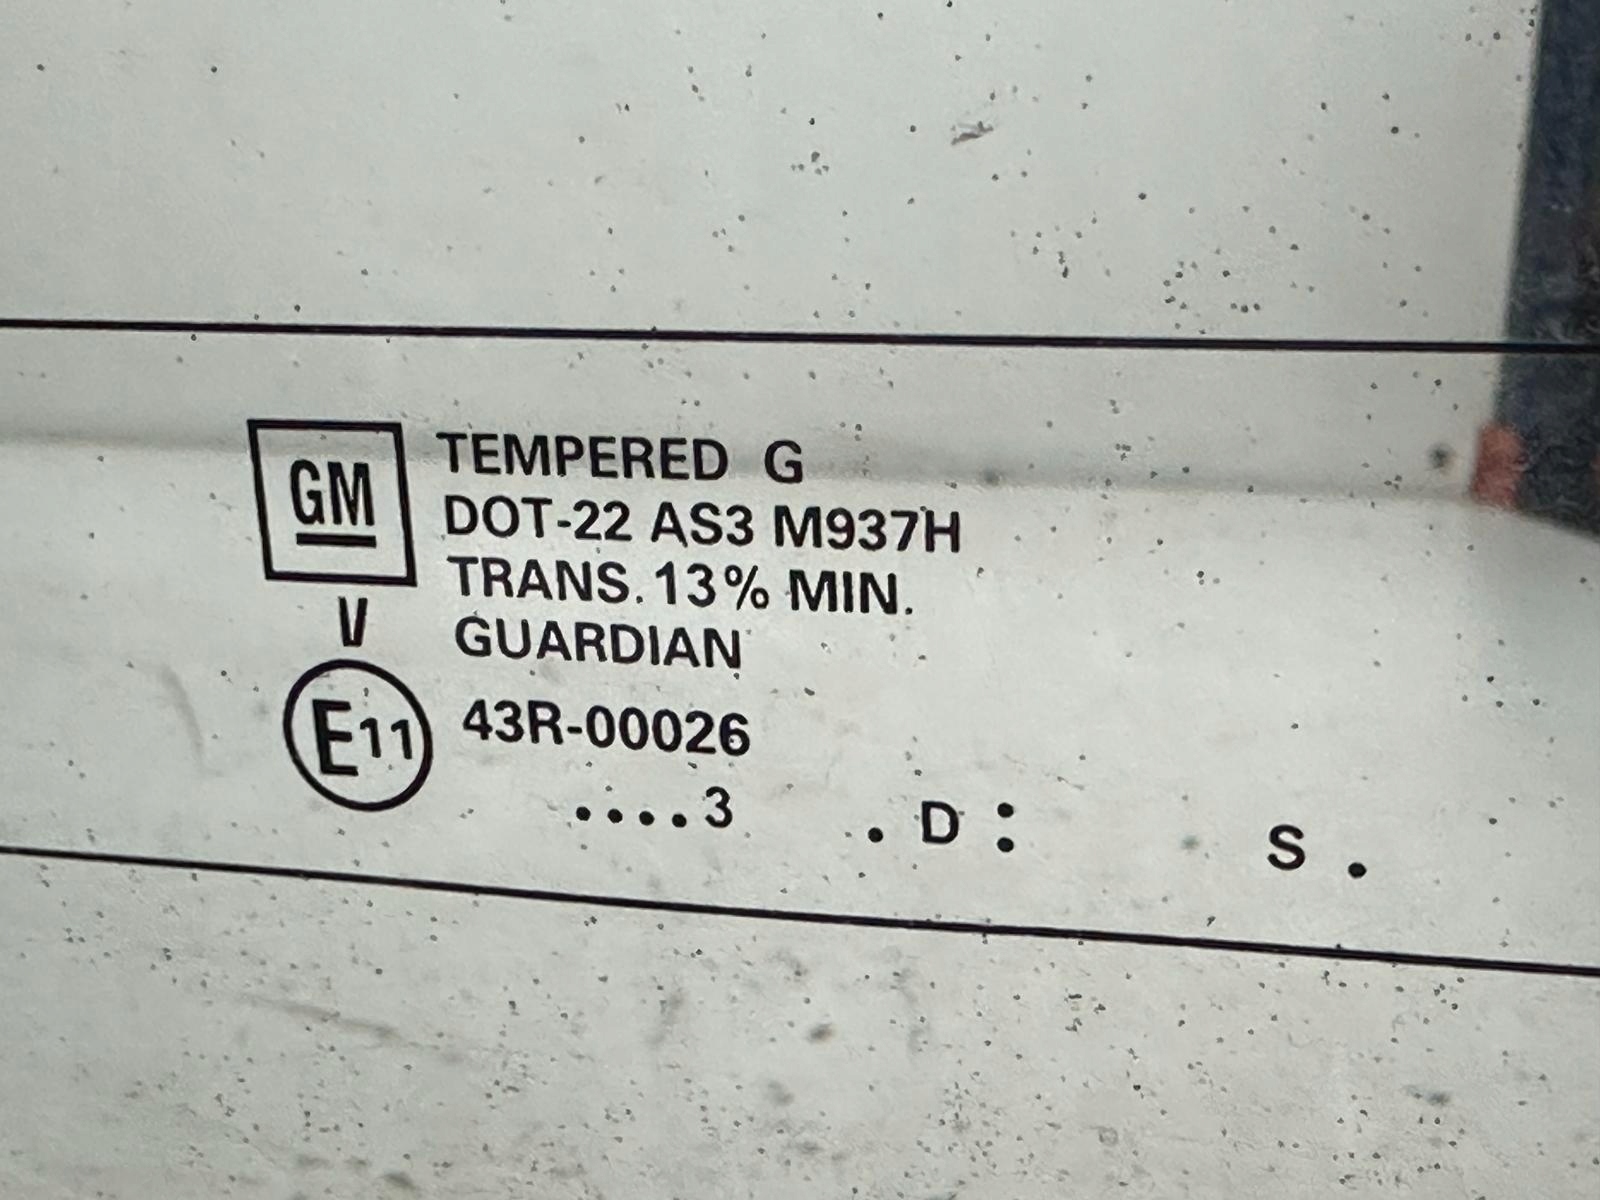 GM
TEMPERED G
DOT-22 AS3 M937H
TRANS. 13% MIN.
V
GUARDIAN
E11
43R-00026
....3 . D : S .